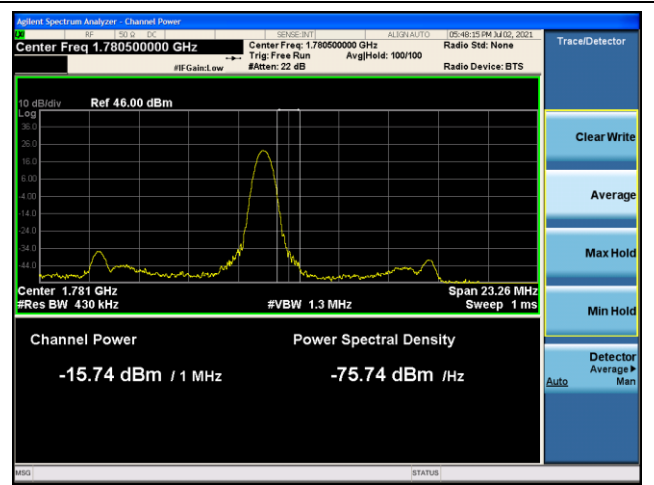 Agilent Spectrum Analyzer - Channel Power
RF 50 Ω DC SENSE:INT ALIGN AUTO 05:48:15 PM Jul 02, 2021
Center Freq 1.780500000 GHz
Center Freq: 1.780500000 GHz
Radio Std: None
Trig: Free Run Avg|Hold: 100/100
#IFGain:Low #Atten: 22 dB Radio Device: BTS
Trace/Detector
10 dB/div Ref 46.00 dBm
Log
36.0
26.0
16.0
6.00
-4.00
-14.0
-24.0
-34.0
-44.0
Center 1.781 GHz Span 23.26 MHz
#Res BW 430 kHz #VBW 1.3 MHz Sweep 1 ms
Channel Power Power Spectral Density
-15.74 dBm / 1 MHz -75.74 dBm /Hz
Clear Write
Average
Max Hold
Min Hold
Detector
Average
Auto Man
MSG STATUS